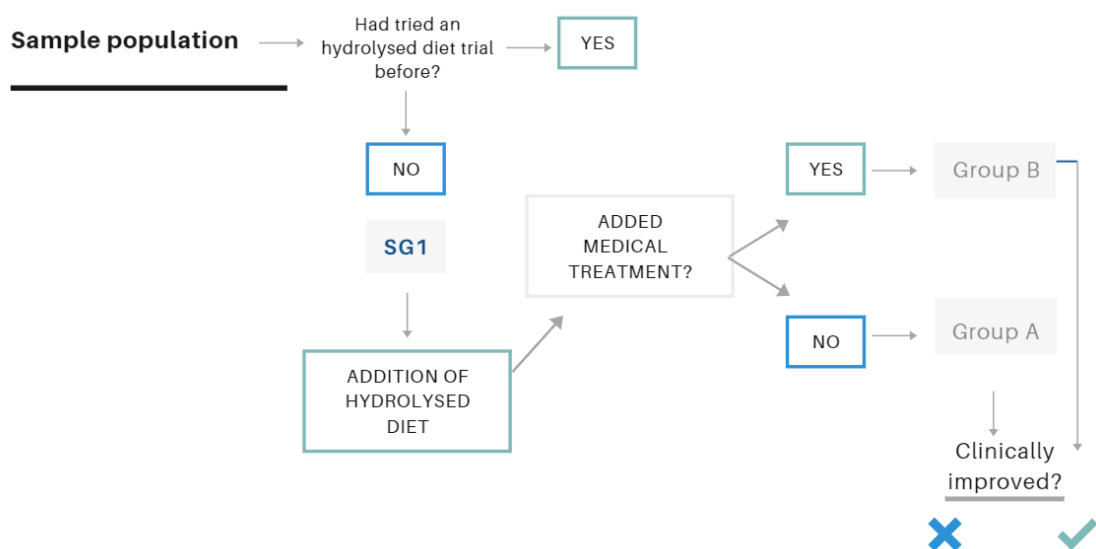 Sample population
Had tried an
hydrolysed diet trial
before?
YES
NO
SG1
ADDITION OF
HYDROLYSED
DIET
ADDED
MEDICAL
TREATMENT?
YES
Group B
NO
Group A
Clinically
improved?